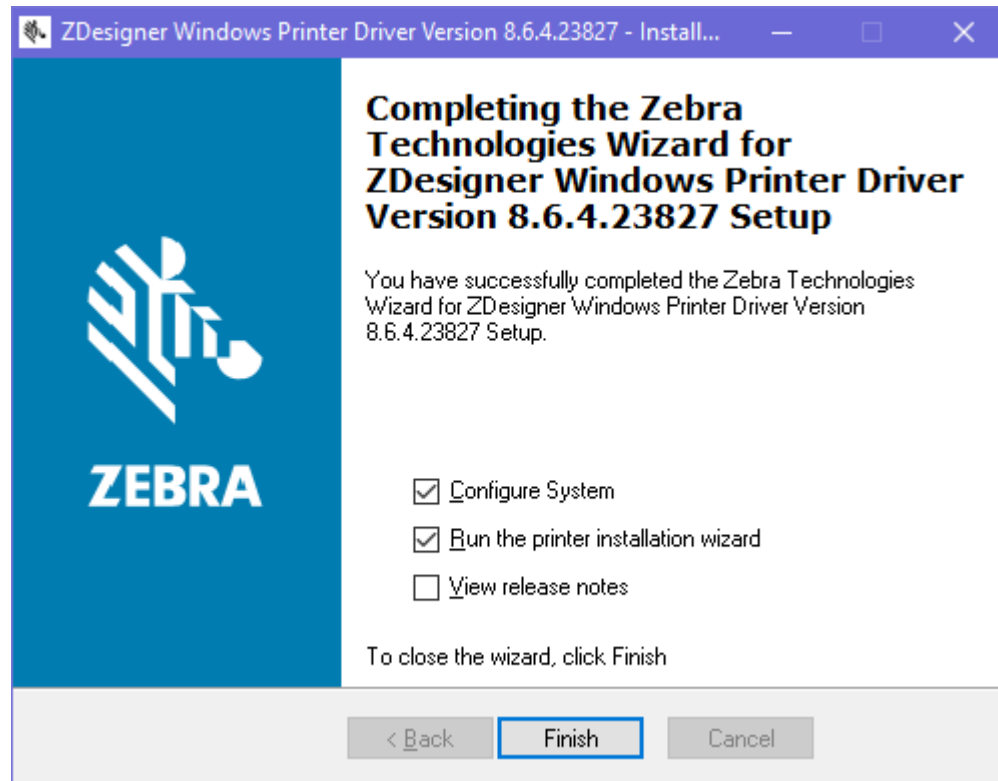 ZDesigner Windows Printer Driver Version 8.6.4.23827 - Install...
Completing the Zebra
Technologies Wizard for
ZDesigner Windows Printer Driver
Version 8.6.4.23827 Setup
You have successfully completed the Zebra Technologies
Wizard for ZDesigner Windows Printer Driver Version
8.6.4.23827 Setup.
ZEBRA
Configure System
Run the printer installation wizard
View release notes
To close the wizard, click Finish
< Back Finish Cancel